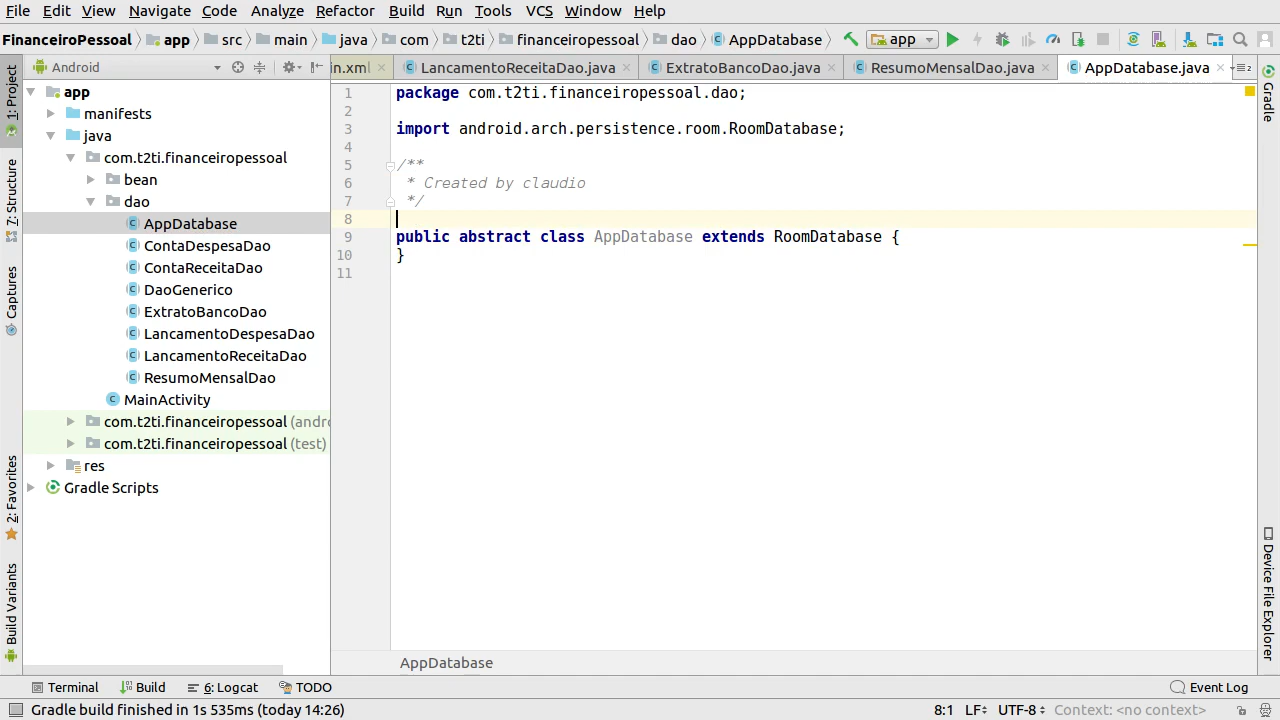 File Edit View Navigate Code Analyze Refactor Build Run Tools VCS Window Help
FinanceiroPessoal app src main java com t2ti financeiropessoal dao AppDatabase app
Android
in.xml LancamentoReceitaDao.java ExtratoBancoDao.java ResumoMensalDao.java AppDatabase.java 2
1: Project
7: Structure
Captures
2: Favorites
Build Variants
app
manifests
java
com.t2ti.financeiropessoal
bean
dao
AppDatabase
ContaDespesaDao
ContaReceitaDao
DaoGenerico
ExtratoBancoDao
LancamentoDespesaDao
LancamentoReceitaDao
ResumoMensalDao
MainActivity
com.t2ti.financeiropessoal (andro
com.t2ti.financeiropessoal (test)
res
Gradle Scripts
1 package com.t2ti.financeiropessoal.dao;
2
3 import android.arch.persistence.room.RoomDatabase;
4
5 /**
6 * Created by claudio
7 */
8
9 public abstract class AppDatabase extends RoomDatabase {
10 }
11
AppDatabase
Gradle
Device File Explorer
Terminal Build 6: Logcat TODO Event Log
Gradle build finished in 1s 535ms (today 14:26) 8:1 LF UTF-8 Context: <no context>